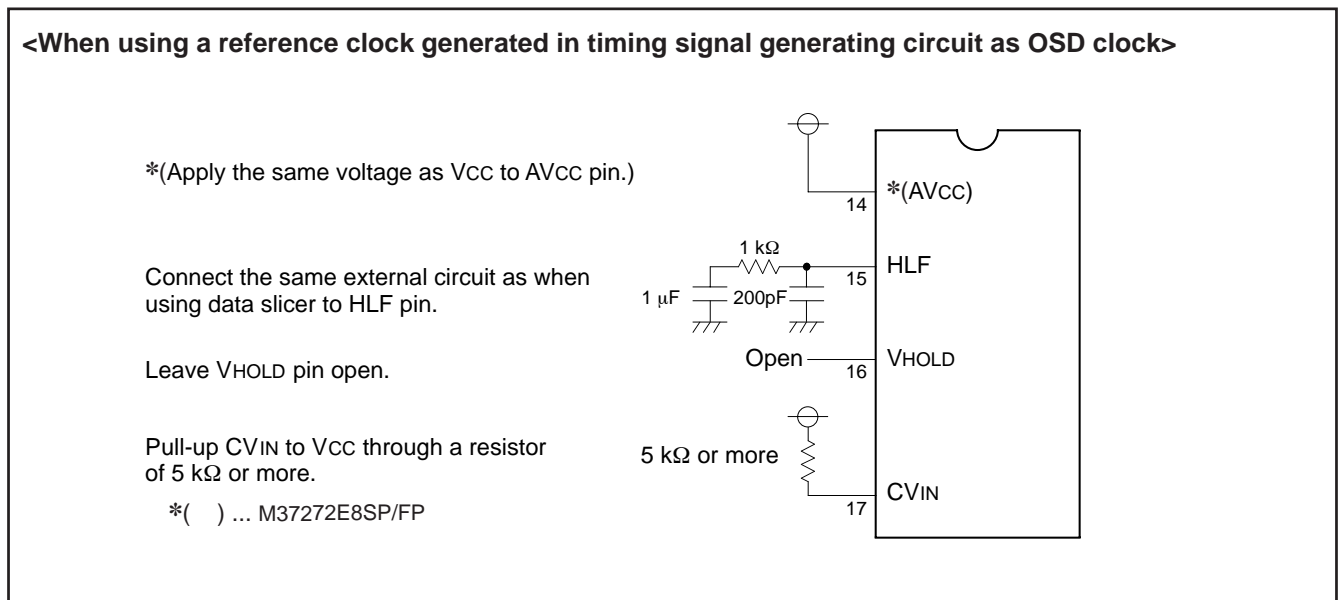 <When using a reference clock generated in timing signal generating circuit as OSD clock>
*(Apply the same voltage as VCC to AVCC pin.)
14
*(AVCC)
Connect the same external circuit as when
using data slicer to HLF pin.
1 kΩ
1 μF
200pF
15
HLF
Leave VHOLD pin open.
Open
16
VHOLD
Pull-up CVIN to VCC through a resistor
of 5 kΩ or more.
*( ) ... M37272E8SP/FP
5 kΩ or more
17
CVIN